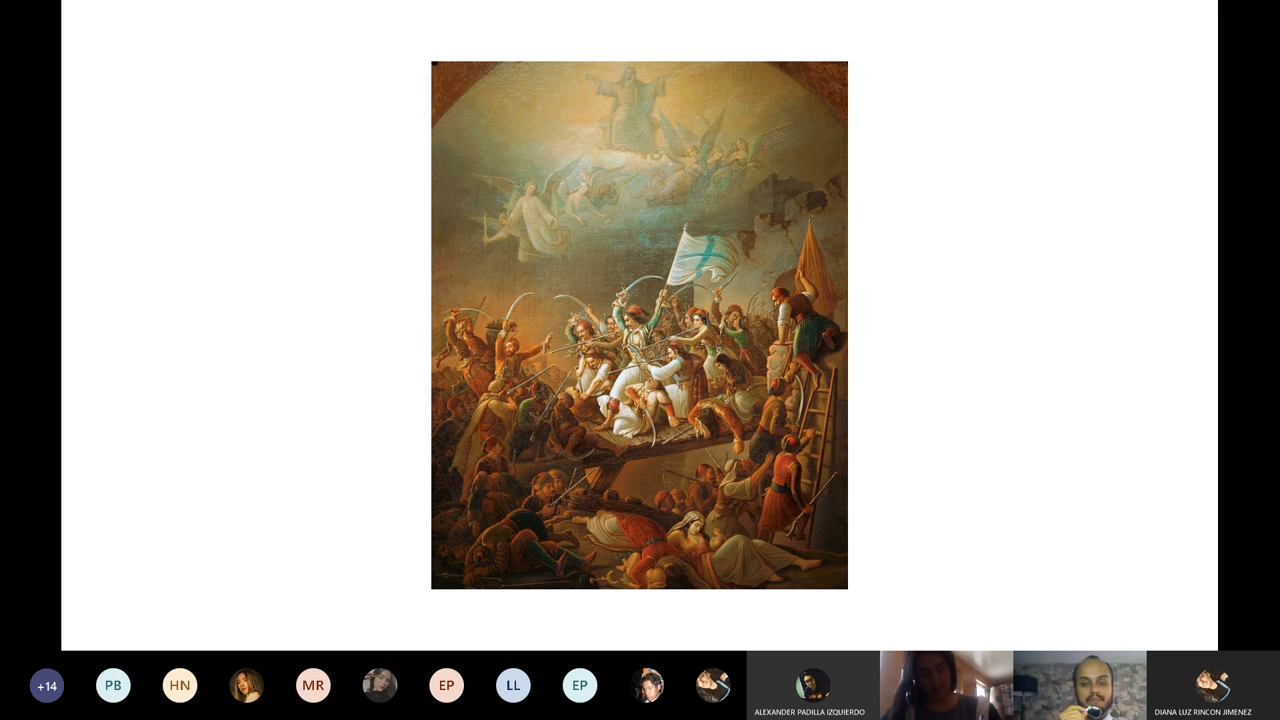 +14
PB
HN
MR
EP
LL
EP
ALEXANDER PADILLA IZQUIERDO
DIANA LUZ RINCON JIMENEZ